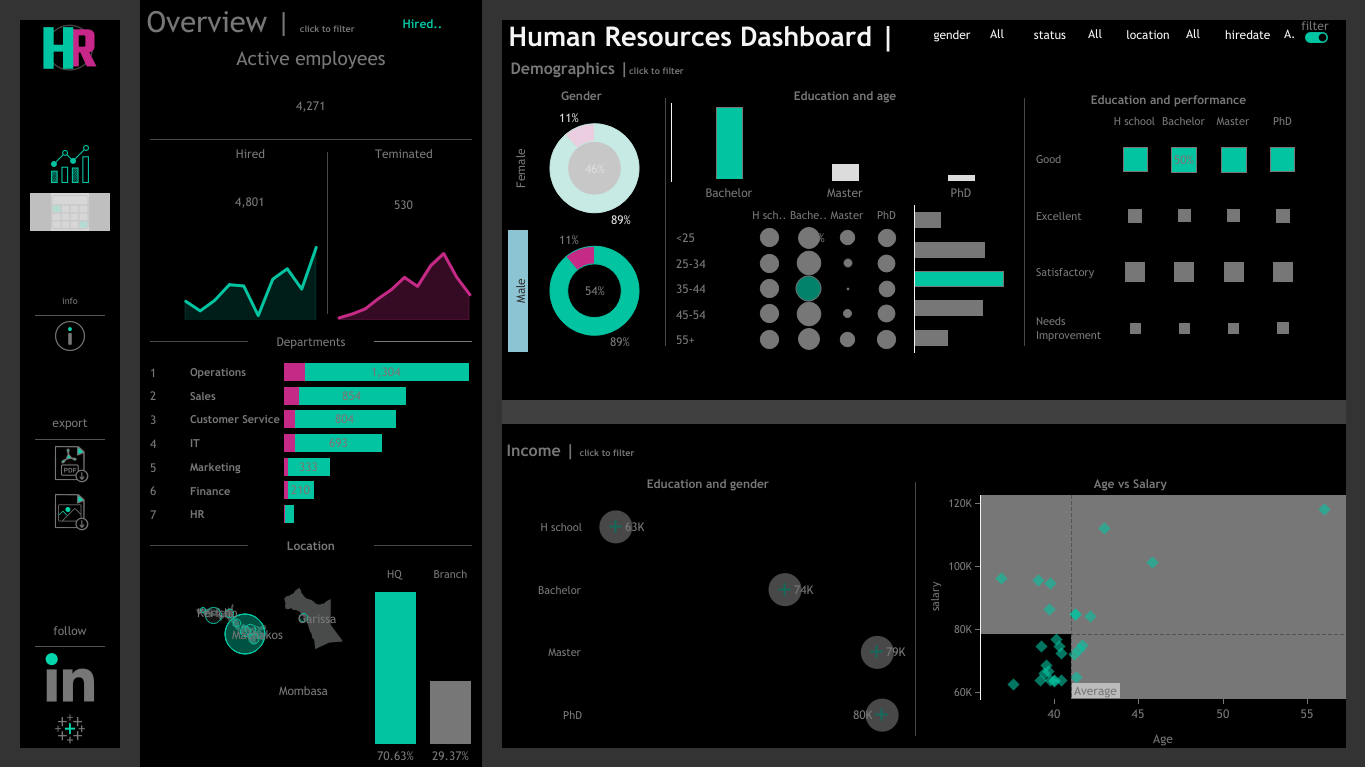 HR
info
export
PDF
follow
in
Overview |
click to filter
Hired..
Active employees
4,271
Hired
Teminated
4,801
530
Departments
1 Operations 1,304
2 Sales 854
3 Customer Service 804
4 IT 693
5 Marketing 333
6 Finance 210
7 HR
Location
HQ Branch
Garissa
Mombasa
70.63% 29.37%
Human Resources Dashboard |
gender All status All location All hiredate A.
filter
Demographics |
click to filter
Gender
Female
11%
46%
89%
Male
11%
54%
89%
Education and age
Bachelor Master PhD
H sch.. Bache.. Master PhD
<25
25-34
35-44
45-54
55+
Education and performance
H school Bachelor Master PhD
Good 50%
Excellent
Satisfactory
Needs
Improvement
Income |
click to filter
Education and gender
H school 63K
Bachelor 74K
Master 79K
PhD 80K
Age vs Salary
120K
100K
80K
60K
salary
Average
40 45 50 55
Age